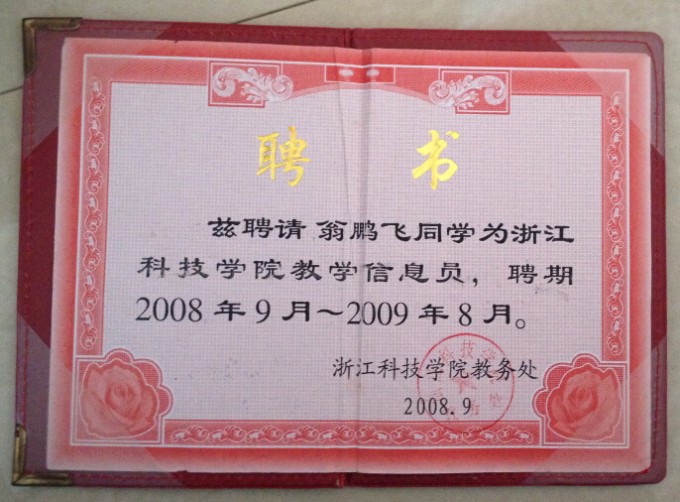 聘 书
兹聘请 翁鹏飞同学为浙江
科技学院教学信息员，聘期
2008 年 9 月～2009 年 8 月。
浙江科技学院教务处
2008.9